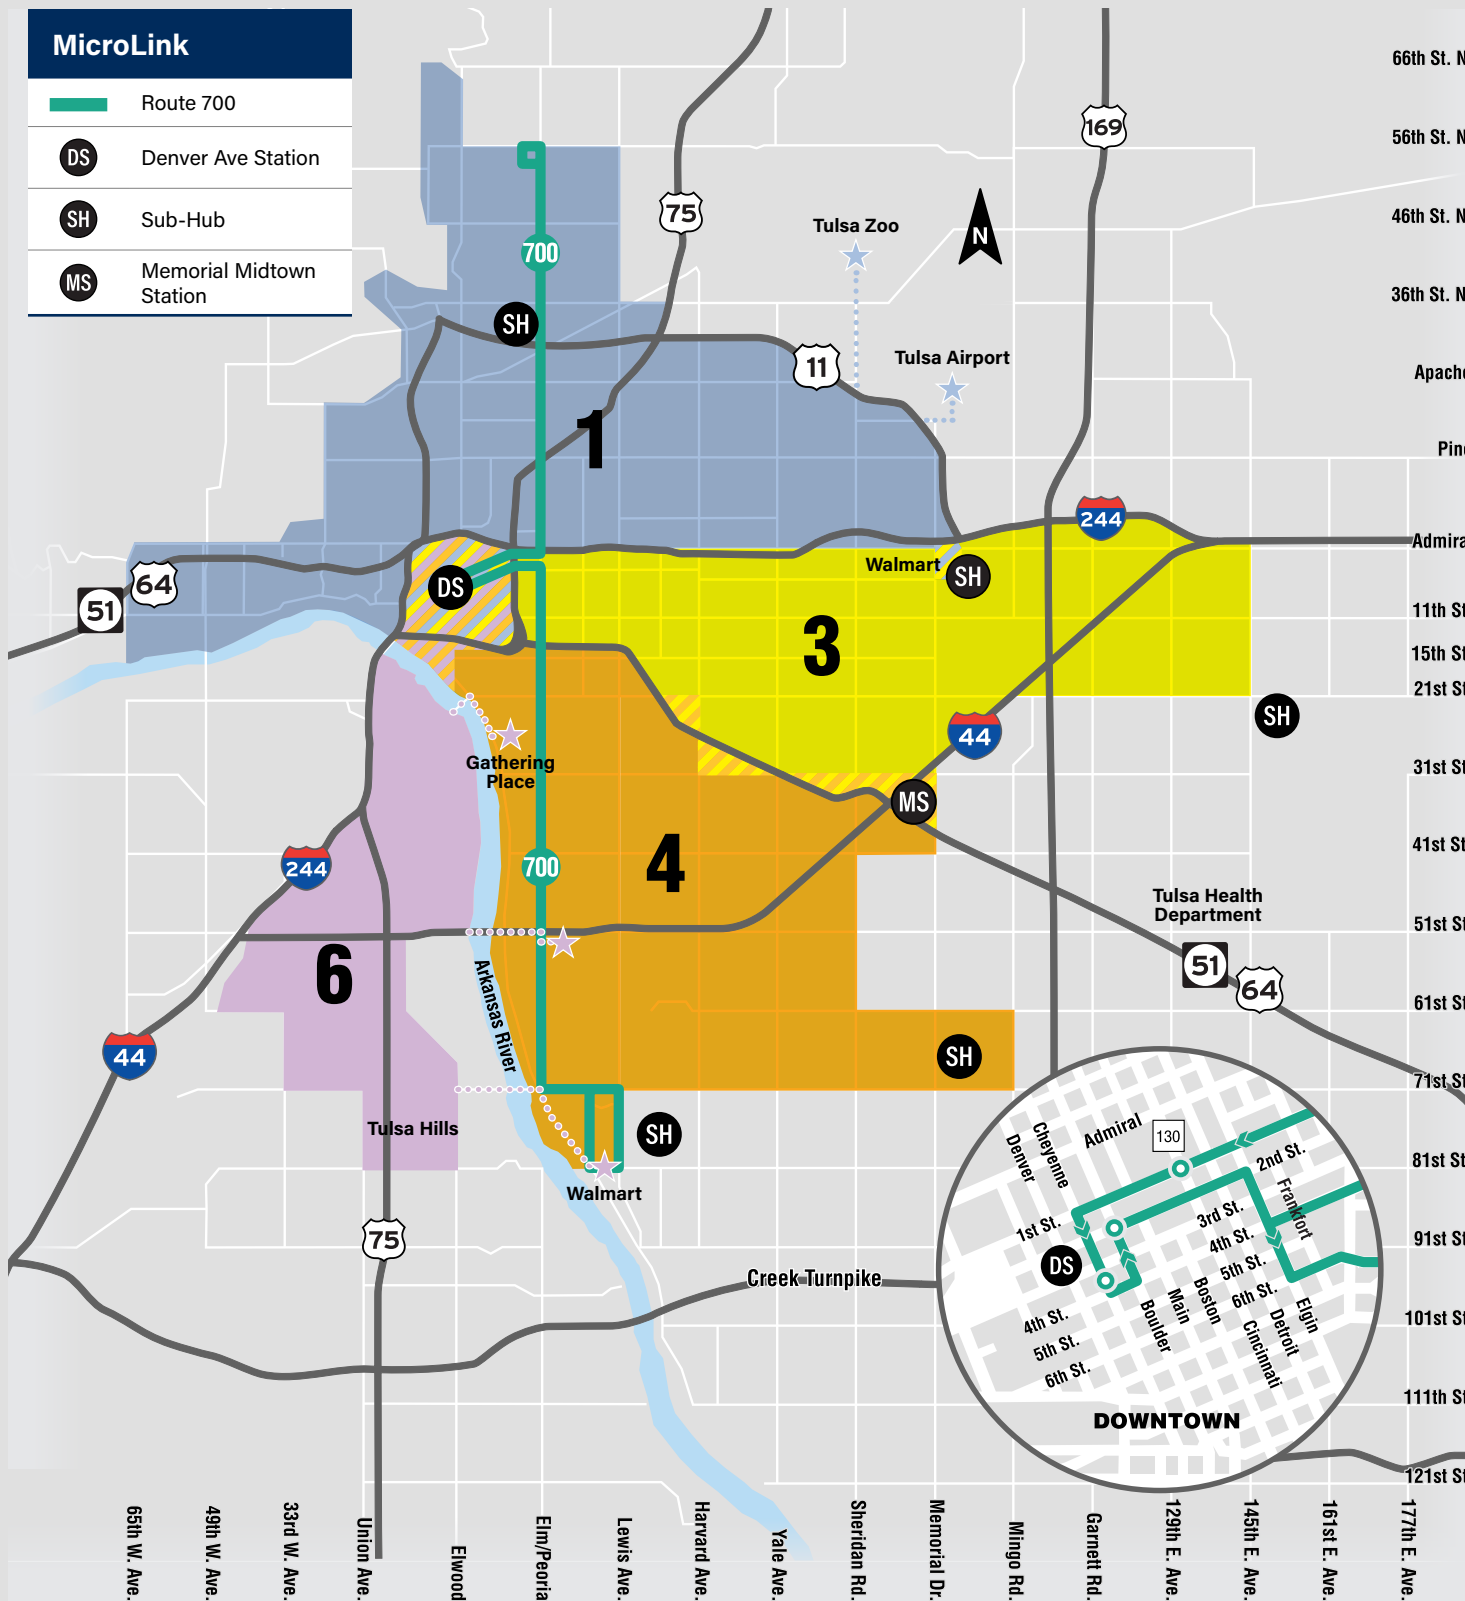 MicroLink
Route 700
DS
Denver Ave Station
SH
Sub-Hub
MS
Memorial Midtown
Station
66th St. N
169
56th St. N
75
46th St. N
Tulsa Zoo
N
700
36th St. N
SH
11
Tulsa Airport
Apache
1
Pine
244
Admira
Walmart
SH
64
51
DS
11th St
3
15th St
21st St
SH
44
Gathering
Place
31st St
MS
41st St
244
700
4
Tulsa Health
Department
51st St
6
51
64
Arkansas River
61st St
44
SH
71st St
Tulsa Hills
SH
81st St
Walmart
75
91st St
Creek Turnpike
101st St
111th St
121st St
Denver
Cheyenne
Admiral
130
2nd St.
Frankfort
1st St.
3rd St.
4th St.
DS
5th St.
6th St.
4th St.
5th St.
6th St.
Boulder
Main
Boston
Cincinnati
Detroit
Elgin
DOWNTOWN
65th W. Ave.
49th W. Ave.
33rd W. Ave.
Union Ave.
Elwood
Elm/Peoria
Lewis Ave.
Harvard Ave.
Yale Ave.
Sheridan Rd.
Memorial Dr.
Mingo Rd.
Garnett Rd.
129th E. Ave.
145th E. Ave.
161st E. Ave.
177th E. Ave.